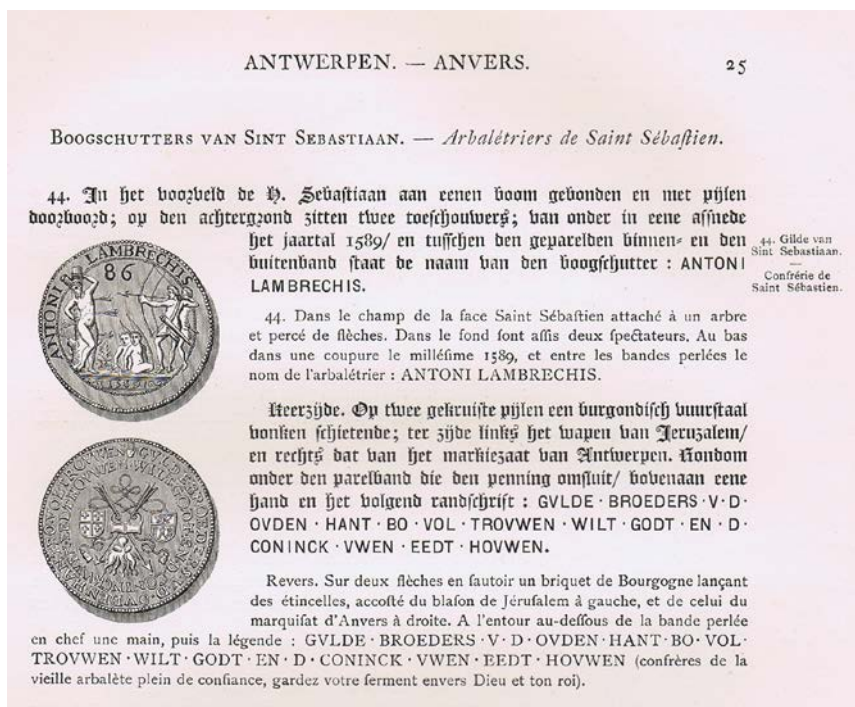 ANTWERPEN. — ANVERS.
25
BOOGSCHUTTERS VAN SINT SEBASTIAAN. — Arbalétriers de Saint Sébaſtien.
44. In het voorveld de H. Sebaſtiaan aan eenen boom gebonden en met pijlen
doorboord; op den achtergrond zitten twee toeſchouwers; van onder in eene aſſnede
het jaartal 1589/ en tuſſchen den geparelden binnen- en den
buitenband ſtaat de naam van den boogſchutter : ANTONI
LAMBRECHIS.
44. Gilde van
Sint Sebastiaan.
—
Confrérie de
Saint Sébastien.
44. Dans le champ de la face Saint Sébaſtien attaché à un arbre
et percé de flèches. Dans le fond ſont aſſis deux ſpectateurs. Au bas
dans une coupure le milléſime 1589, et entre les bandes perlées le
nom de l'arbalétrier : ANTONI LAMBRECHIS.
Keerzijde. Op twee gekruiſte pijlen een burgondiſch vuurſtaal
vonken ſchietende; ter zijde links het wapen van Jeruzalem/
en rechts dat van het markiezaat van Antwerpen. Rondom
onder den parelband die den penning omſluit/ bovenaan eene
hand en het volgend randſchrift : GVLDE · BROEDERS · V · D ·
OVDEN · HANT · BO · VOL · TROVWEN · WILT · GODT · EN · D ·
CONINCK · VWEN · EEDT · HOVWEN.
Revers. Sur deux flèches en ſautoir un briquet de Bourgogne lançant
des étincelles, accoſté du blaſon de Jéruſalem à gauche, et de celui du
marquiſat d'Anvers à droite. A l'entour au-deſſous de la bande perlée
en chef une main, puis la légende : GVLDE · BROEDERS · V · D · OVDEN · HANT · BO · VOL ·
TROVWEN · WILT · GODT · EN · D · CONINCK · VWEN · EEDT · HOVWEN (confrères de la
vieille arbalète plein de confiance, gardez votre ferment envers Dieu et ton roi).
ANTONI LAMBRECHIS
86